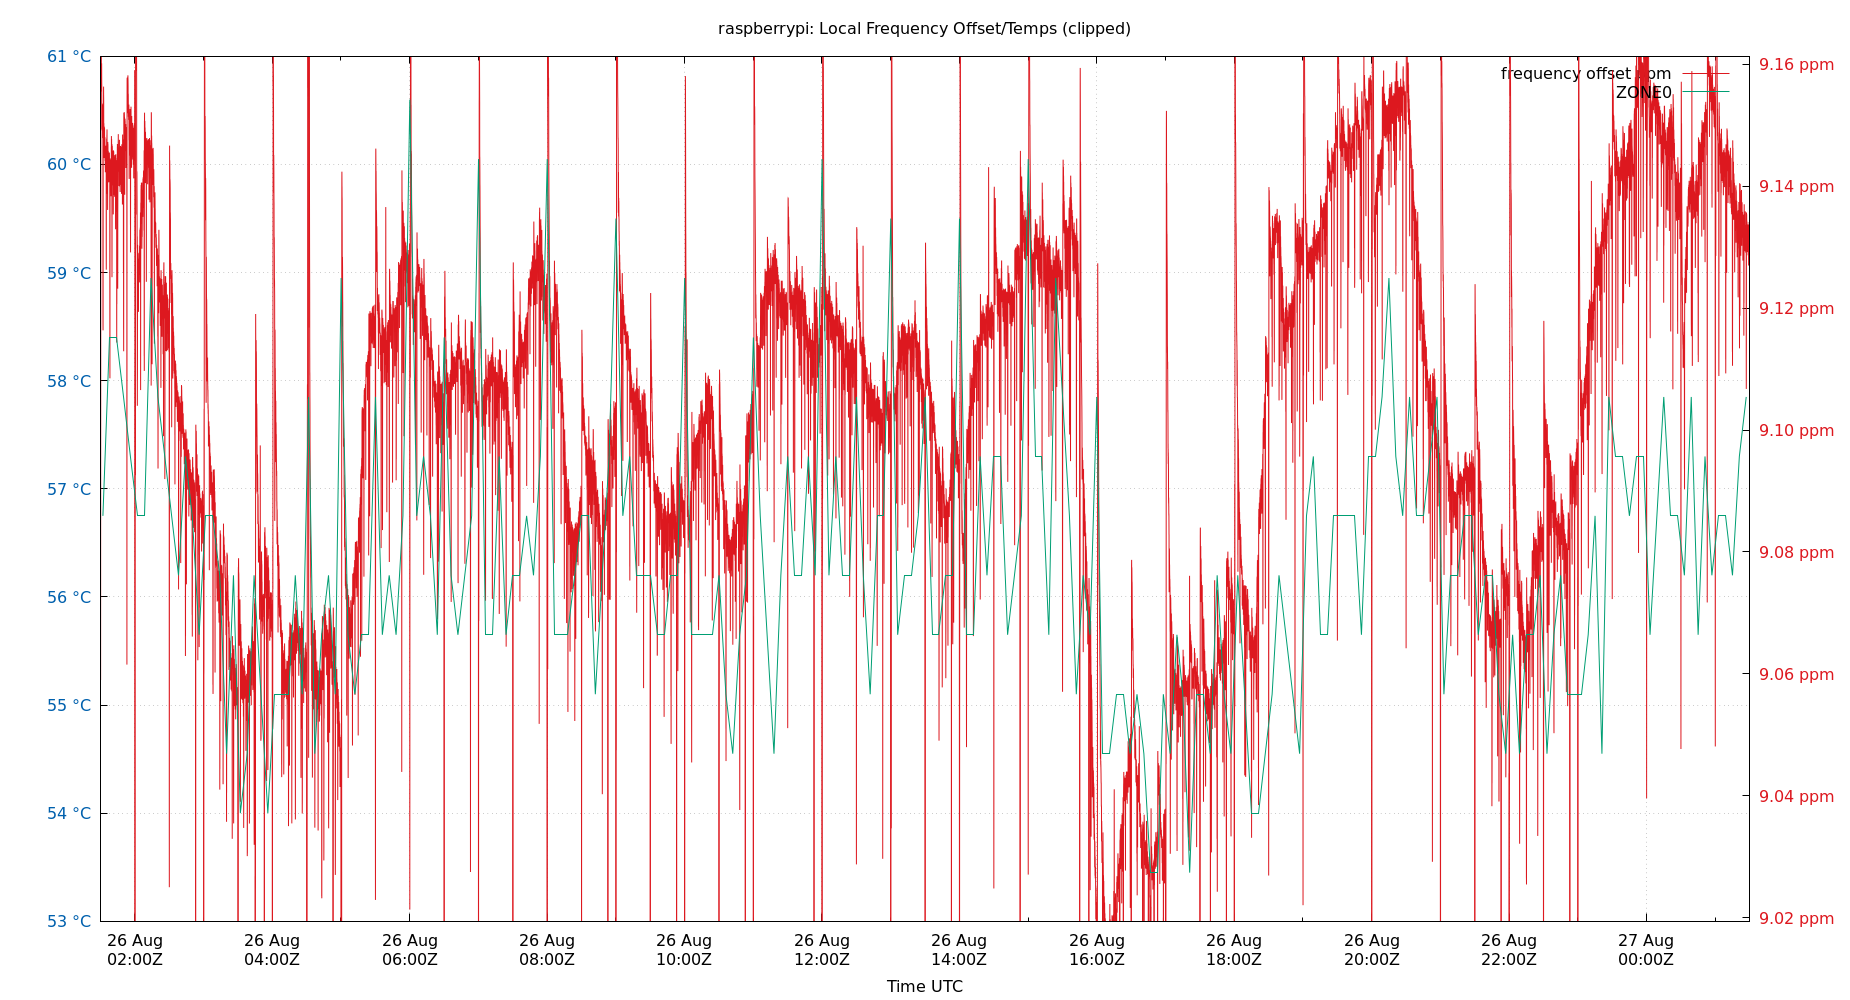 raspberrypi: Local Frequency Offset/Temps (clipped)
61 °C
60 °C
59 °C
58 °C
57 °C
56 °C
55 °C
54 °C
53 °C
frequency offset ppm
ZONE0
9.16 ppm
9.14 ppm
9.12 ppm
9.10 ppm
9.08 ppm
9.06 ppm
9.04 ppm
9.02 ppm
26 Aug 02:00Z
26 Aug 04:00Z
26 Aug 06:00Z
26 Aug 08:00Z
26 Aug 10:00Z
26 Aug 12:00Z
26 Aug 14:00Z
26 Aug 16:00Z
26 Aug 18:00Z
26 Aug 20:00Z
26 Aug 22:00Z
27 Aug 00:00Z
Time UTC